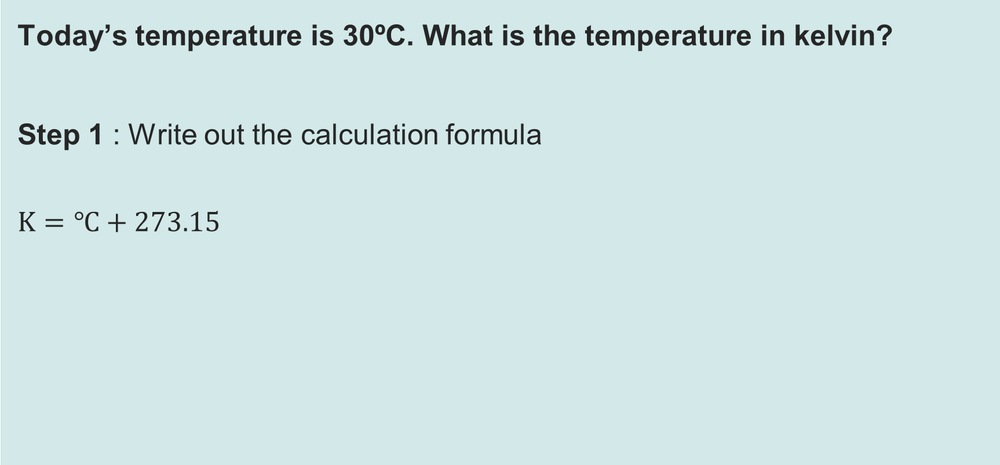 Today’s temperature is 30ºC. What is the temperature in kelvin?
Step 1 : Write out the calculation formula
K = °C + 273.15